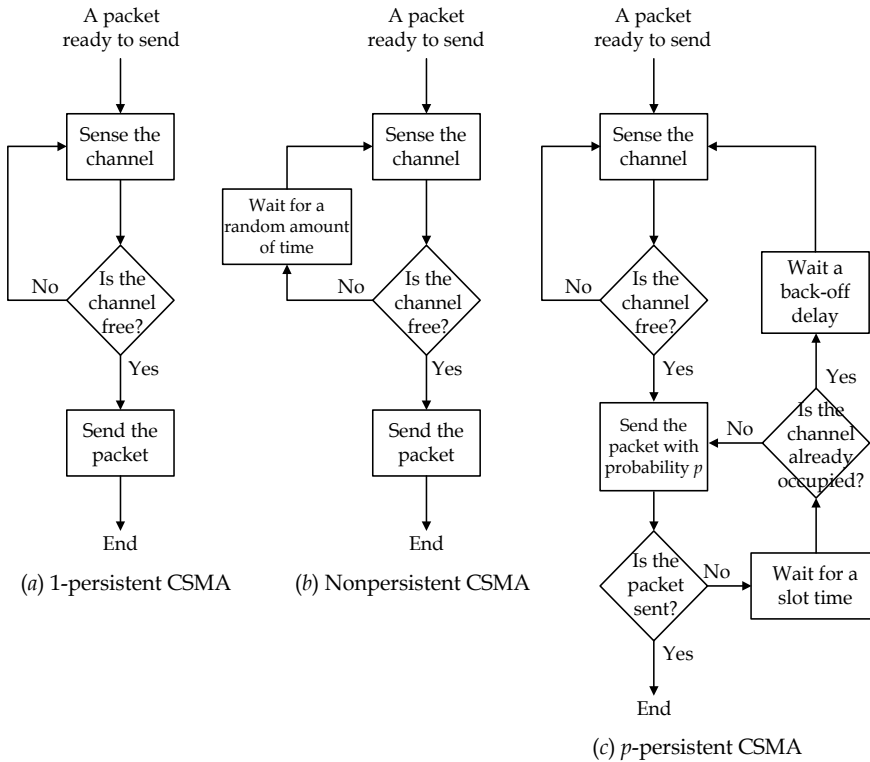 A packet
ready to send
Sense the
channel
Is the
channel
free?
No
Yes
Send the
packet
End
(a) 1-persistent CSMA
A packet
ready to send
Sense the
channel
Wait for a
random amount
of time
Is the
channel
free?
No
Yes
Send the
packet
End
(b) Nonpersistent CSMA
A packet
ready to send
Sense the
channel
Is the
channel
free?
No
Yes
Send the
packet with
probability p
Is the
packet
sent?
No
Yes
End
Wait for a
slot time
Is the
channel
already
occupied?
No
Yes
Wait a
back-off
delay
(c) p-persistent CSMA